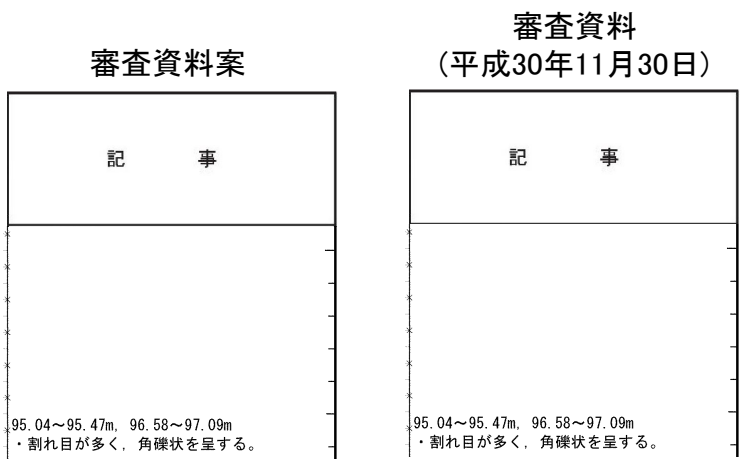 審査資料案
記　事
95.04～95.47m, 96.58～97.09m
・割れ目が多く，角礫状を呈する。
審査資料
（平成30年11月30日）
記　事
95.04～95.47m, 96.58～97.09m
・割れ目が多く，角礫状を呈する。